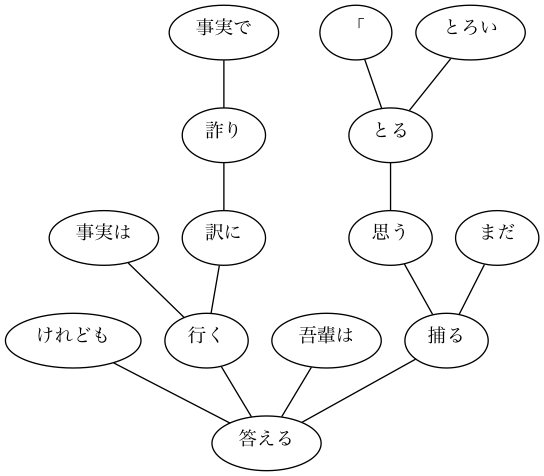 事実で
「
とろい
詐り
とる
事実は
訳に
思う
まだ
けれども
行く
吾輩は
捕る
答える